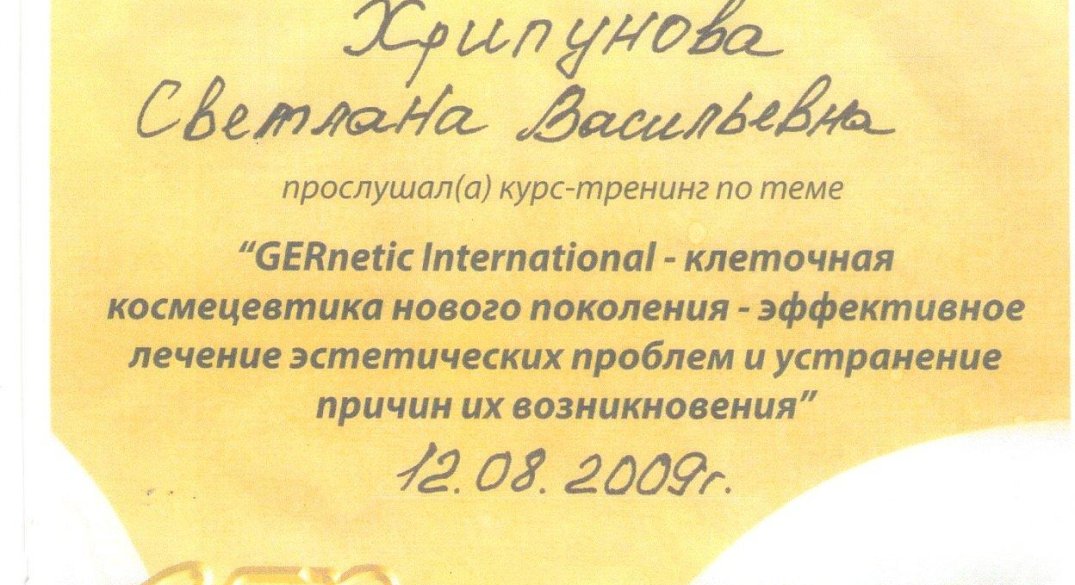 Хрипунова
Светлана Васильевна
прослушал(а) курс-тренинг по теме
“GERnetic International - клеточная
космецевтика нового поколения - эффективное
лечение эстетических проблем и устранение
причин их возникновения”
12.08.2009г.